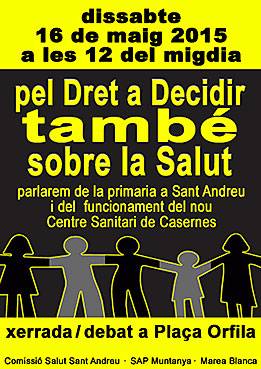 dissabte
16 de maig 2015
a les 12 del migdia
pel Dret a Decidir
també
sobre la Salut
parlarem de la primaria a Sant Andreu
i del funcionament del nou
Centre Sanitari de Casernes
xerrada / debat a Plaça Orfila
Comissió Salut Sant Andreu - SAP Muntanya - Marea Blanca